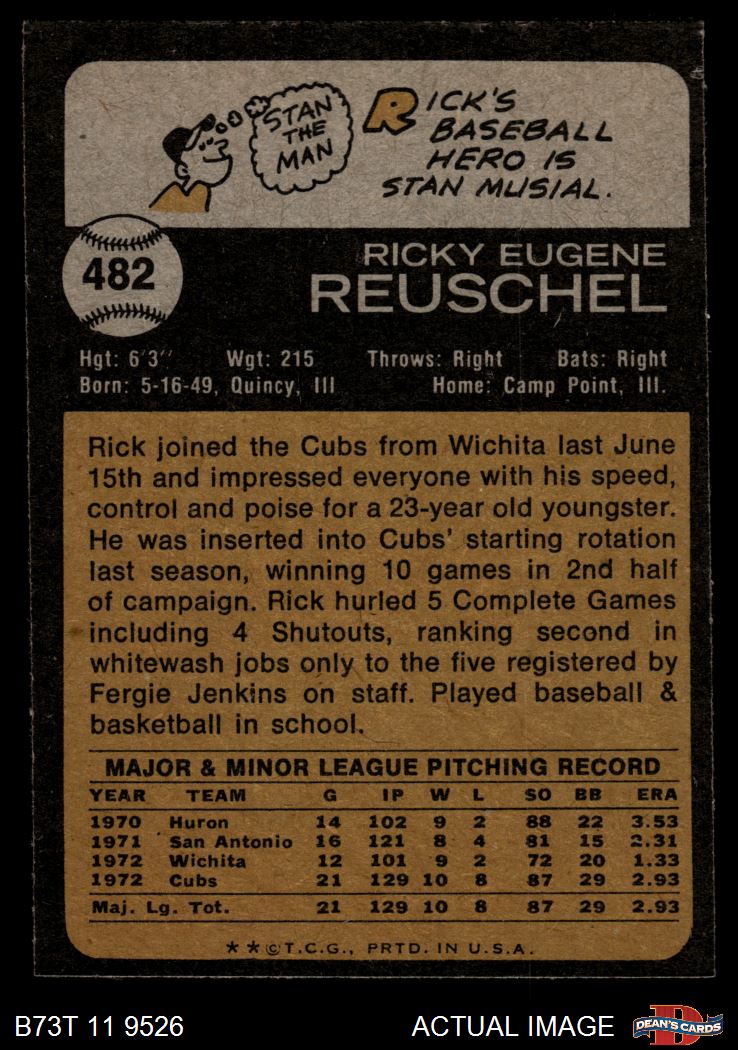 STAN
THE
MAN
RICK'S
BASEBALL
HERO IS
STAN MUSIAL.
482
RICKY EUGENE
REUSCHEL
Hgt: 6'3" Wgt: 215 Throws: Right Bats: Right
Born: 5-16-49, Quincy, Ill Home: Camp Point, Ill.
Rick joined the Cubs from Wichita last June
15th and impressed everyone with his speed,
control and poise for a 23-year old youngster.
He was inserted into Cubs' starting rotation
last season, winning 10 games in 2nd half
of campaign. Rick hurled 5 Complete Games
including 4 Shutouts, ranking second in
whitewash jobs only to the five registered by
Fergie Jenkins on staff. Played baseball &
basketball in school.
MAJOR & MINOR LEAGUE PITCHING RECORD
YEAR TEAM G IP W L SO BB ERA
1970 Huron 14 102 9 2 88 22 3.53
1971 San Antonio 16 121 8 4 81 15 2.31
1972 Wichita 12 101 9 2 72 20 1.33
1972 Cubs 21 129 10 8 87 29 2.93
Maj. Lg. Tot. 21 129 10 8 87 29 2.93
**©T.C.G., PRTD. IN U.S.A.
B73T 11 9526 ACTUAL IMAGE DEAN'S CARDS